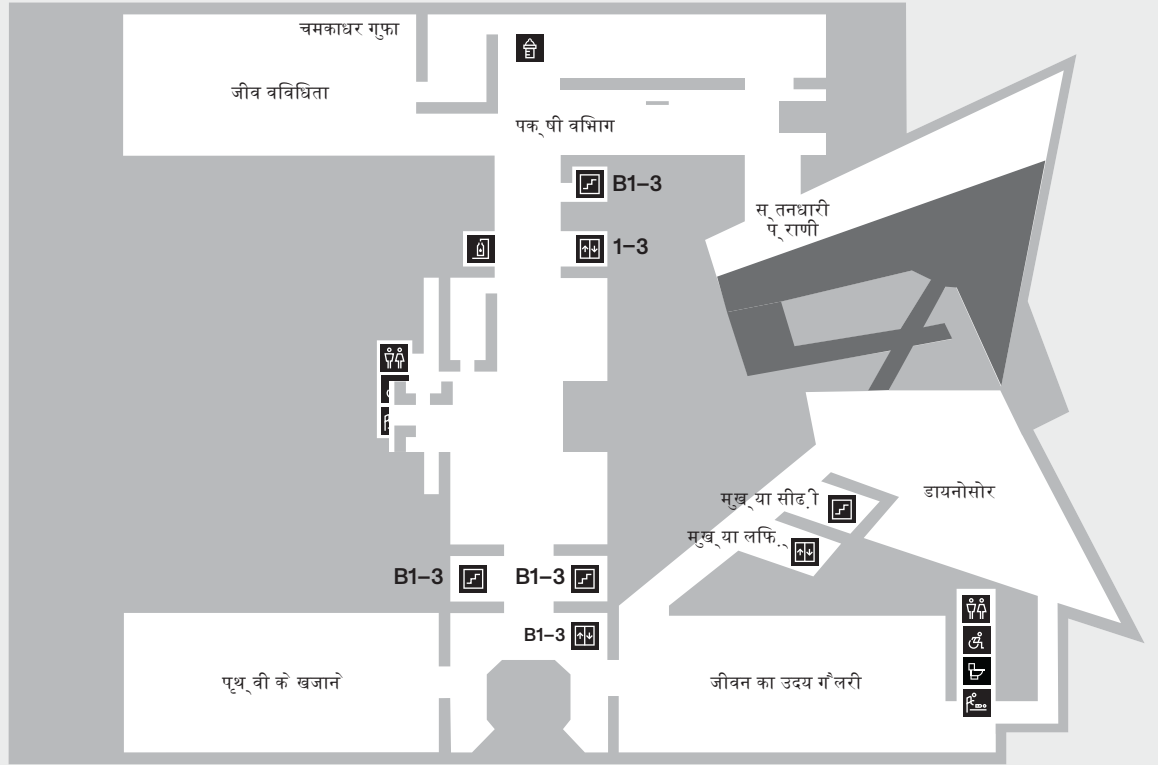 चमकाधर गुफा
जीव वविधिता
पक्षी वभिाग
B1–3
स्तनधारी
प्राणी
1–3
डायनोसोर
मुख्या सीढ़ी
मुख्या लफि्
B1–3
B1–3
B1–3
पृथ्वी के खजाने
जीवन का उदय गैलरी